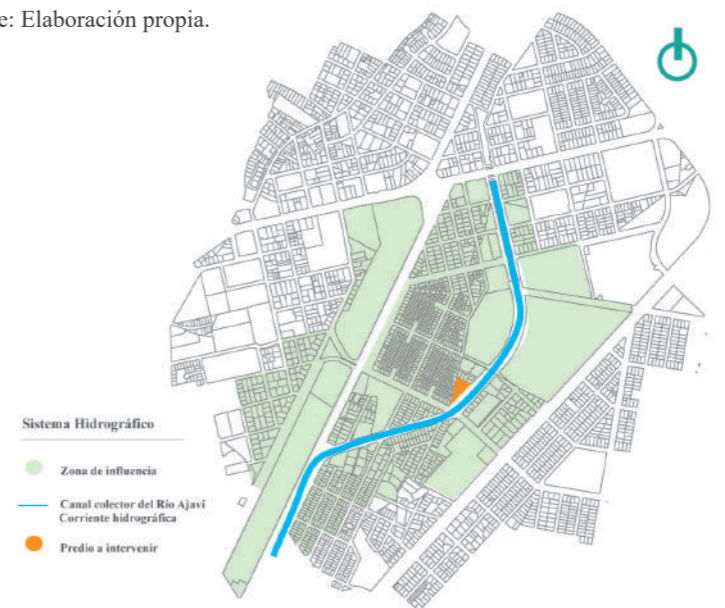 e: Elaboración propia.
Sistema Hidrográfico
Zona de influencia
Canal colector del Río Ajaví
Corriente hidrográfica
Predio a intervenir